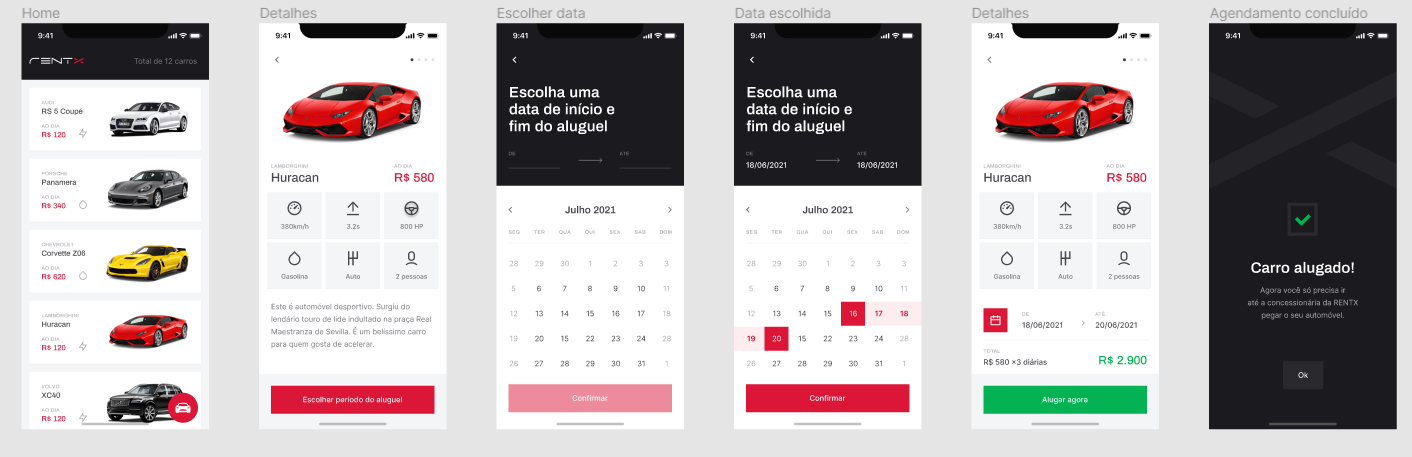 Home
9:41
RENTX
Total de 12 carros
AUDI
RS 5 Coupé
AO DIA
R$ 120
PORSCHE
Panamera
AO DIA
R$ 340
CHEVROLET
Corvette Z06
AO DIA
R$ 620
LAMBORGHINI
Huracan
AO DIA
R$ 120
VOLVO
XC40
AO DIA
R$ 120
Detalhes
9:41
LAMBORGHINI
AO DIA
Huracan
R$ 580
380km/h
3.2s
800 HP
Gasolina
Auto
2 pessoas
Este é automóvel desportivo. Surgiu do
lendário touro de lide indultado na praça Real
Maestranza de Sevilla. É um belíssimo carro
para quem gosta de acelerar.
Escolher período do aluguel
Escolher data
9:41
Escolha uma
data de início e
fim do aluguel
DE
ATÉ
Julho 2021
SEG TER QUA QUI SEX SAB DOM
28 29 30 1 2 3 3
5 6 7 8 9 10 11
12 13 14 15 16 17 18
19 20 15 22 23 24 25
26 27 28 30 30 31 1
Confirmar
Data escolhida
9:41
Escolha uma
data de início e
fim do aluguel
DE
ATÉ
18/06/2021
18/06/2021
Julho 2021
SEG TER QUA QUI SEX SAB DOM
28 29 30 1 2 3 3
5 6 7 8 9 10 11
12 13 14 15 16 17 18
19 20 15 22 23 24 28
26 27 28 30 30 31 1
Confirmar
Detalhes
9:41
LAMBORGHINI
AO DIA
Huracan
R$ 580
380km/h
3.2s
800 HP
Gasolina
Auto
2 pessoas
DE
ATÉ
18/06/2021
20/06/2021
TOTAL
R$ 580 ×3 diárias
R$ 2.900
Alugar agora
Agendamento concluído
9:41
Carro alugado!
Agora você só precisa ir
até a concessionária da RENTX
pegar o seu automóvel.
Ok